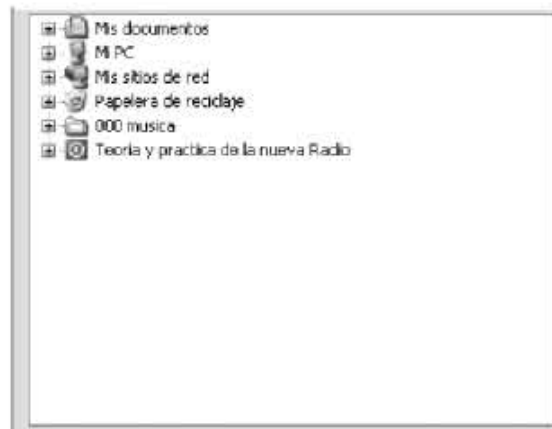 Mis documentos
Mi PC
Mis sitios de red
Papelera de reciclaje
000 musica
Teoria y practica de la nueva Radio